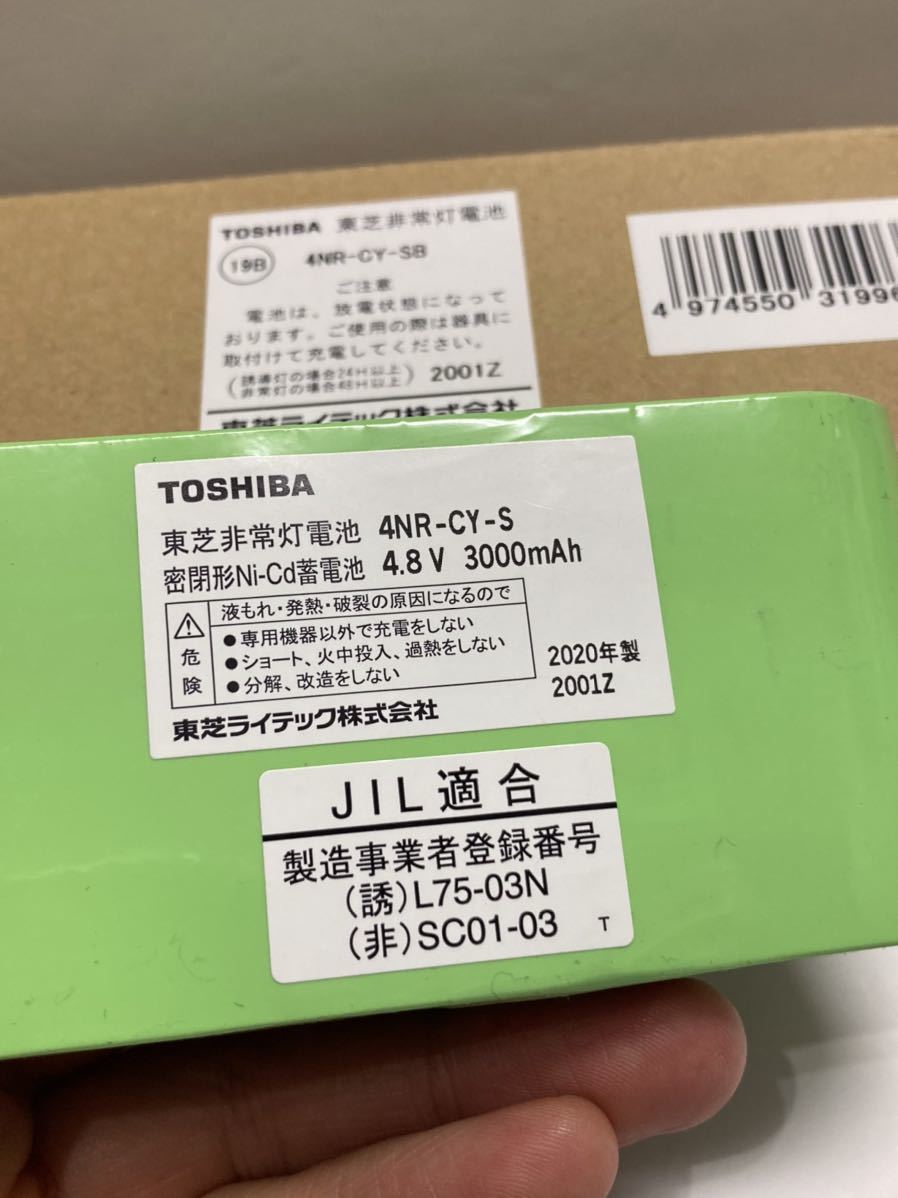 TOSHIBA 東芝非常灯電池
19B 4NR-CY-SB
ご注意
電池は、放電状態になって
おります。ご使用の際は器具に
取付けて充電してください。
(誘導灯の場合24H以上
非常灯の場合48H以上) 2001Z
東芝ライテック株式会社
4 974550 31996
TOSHIBA
東芝非常灯電池 4NR-CY-S
密閉形Ni-Cd蓄電池 4.8V 3000mAh
危険
液もれ・発熱・破裂の原因になるので
●専用機器以外で充電をしない
●ショート、火中投入、過熱をしない
●分解、改造をしない
2020年製
2001Z
東芝ライテック株式会社
JIL適合
製造事業者登録番号
(誘)L75-03N
(非)SC01-03 T